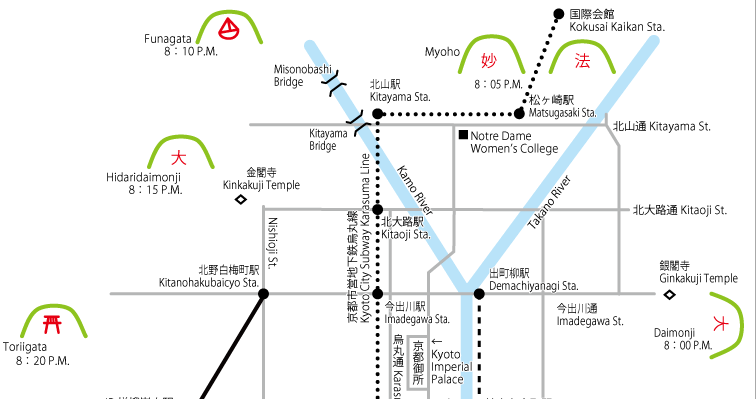 国際会館
Kokusai Kaikan Sta.
Funagata
8：10 P.M.
Myoho
妙
法
8：05 P.M.
Misonobashi
Bridge
北山駅
Kitayama Sta.
松ヶ崎駅
Matsugasaki Sta.
北山通 Kitayama St.
Kitayama
Bridge
Notre Dame
Women's College
大
Hidaridaimonji
8：15 P.M.
金閣寺
Kinkakuji Temple
Kamo River
Takano River
京都市営地下鉄烏丸線
Kyoto City Subway Karasuma Line
北大路通 Kitaoji St.
北大路駅
Kitaoji Sta.
Nishioji St.
北野白梅町駅
Kitanohakubaicyo Sta.
出町柳駅
Demachiyanagi Sta.
銀閣寺
Ginkakuji Temple
今出川駅
Imadegawa Sta.
今出川通
Imadegawa St.
大
Daimonji
8：00 P.M.
Toriigata
8：20 P.M.
烏丸通 Karas
京都御所
←
Kyoto
Imperial
Palace